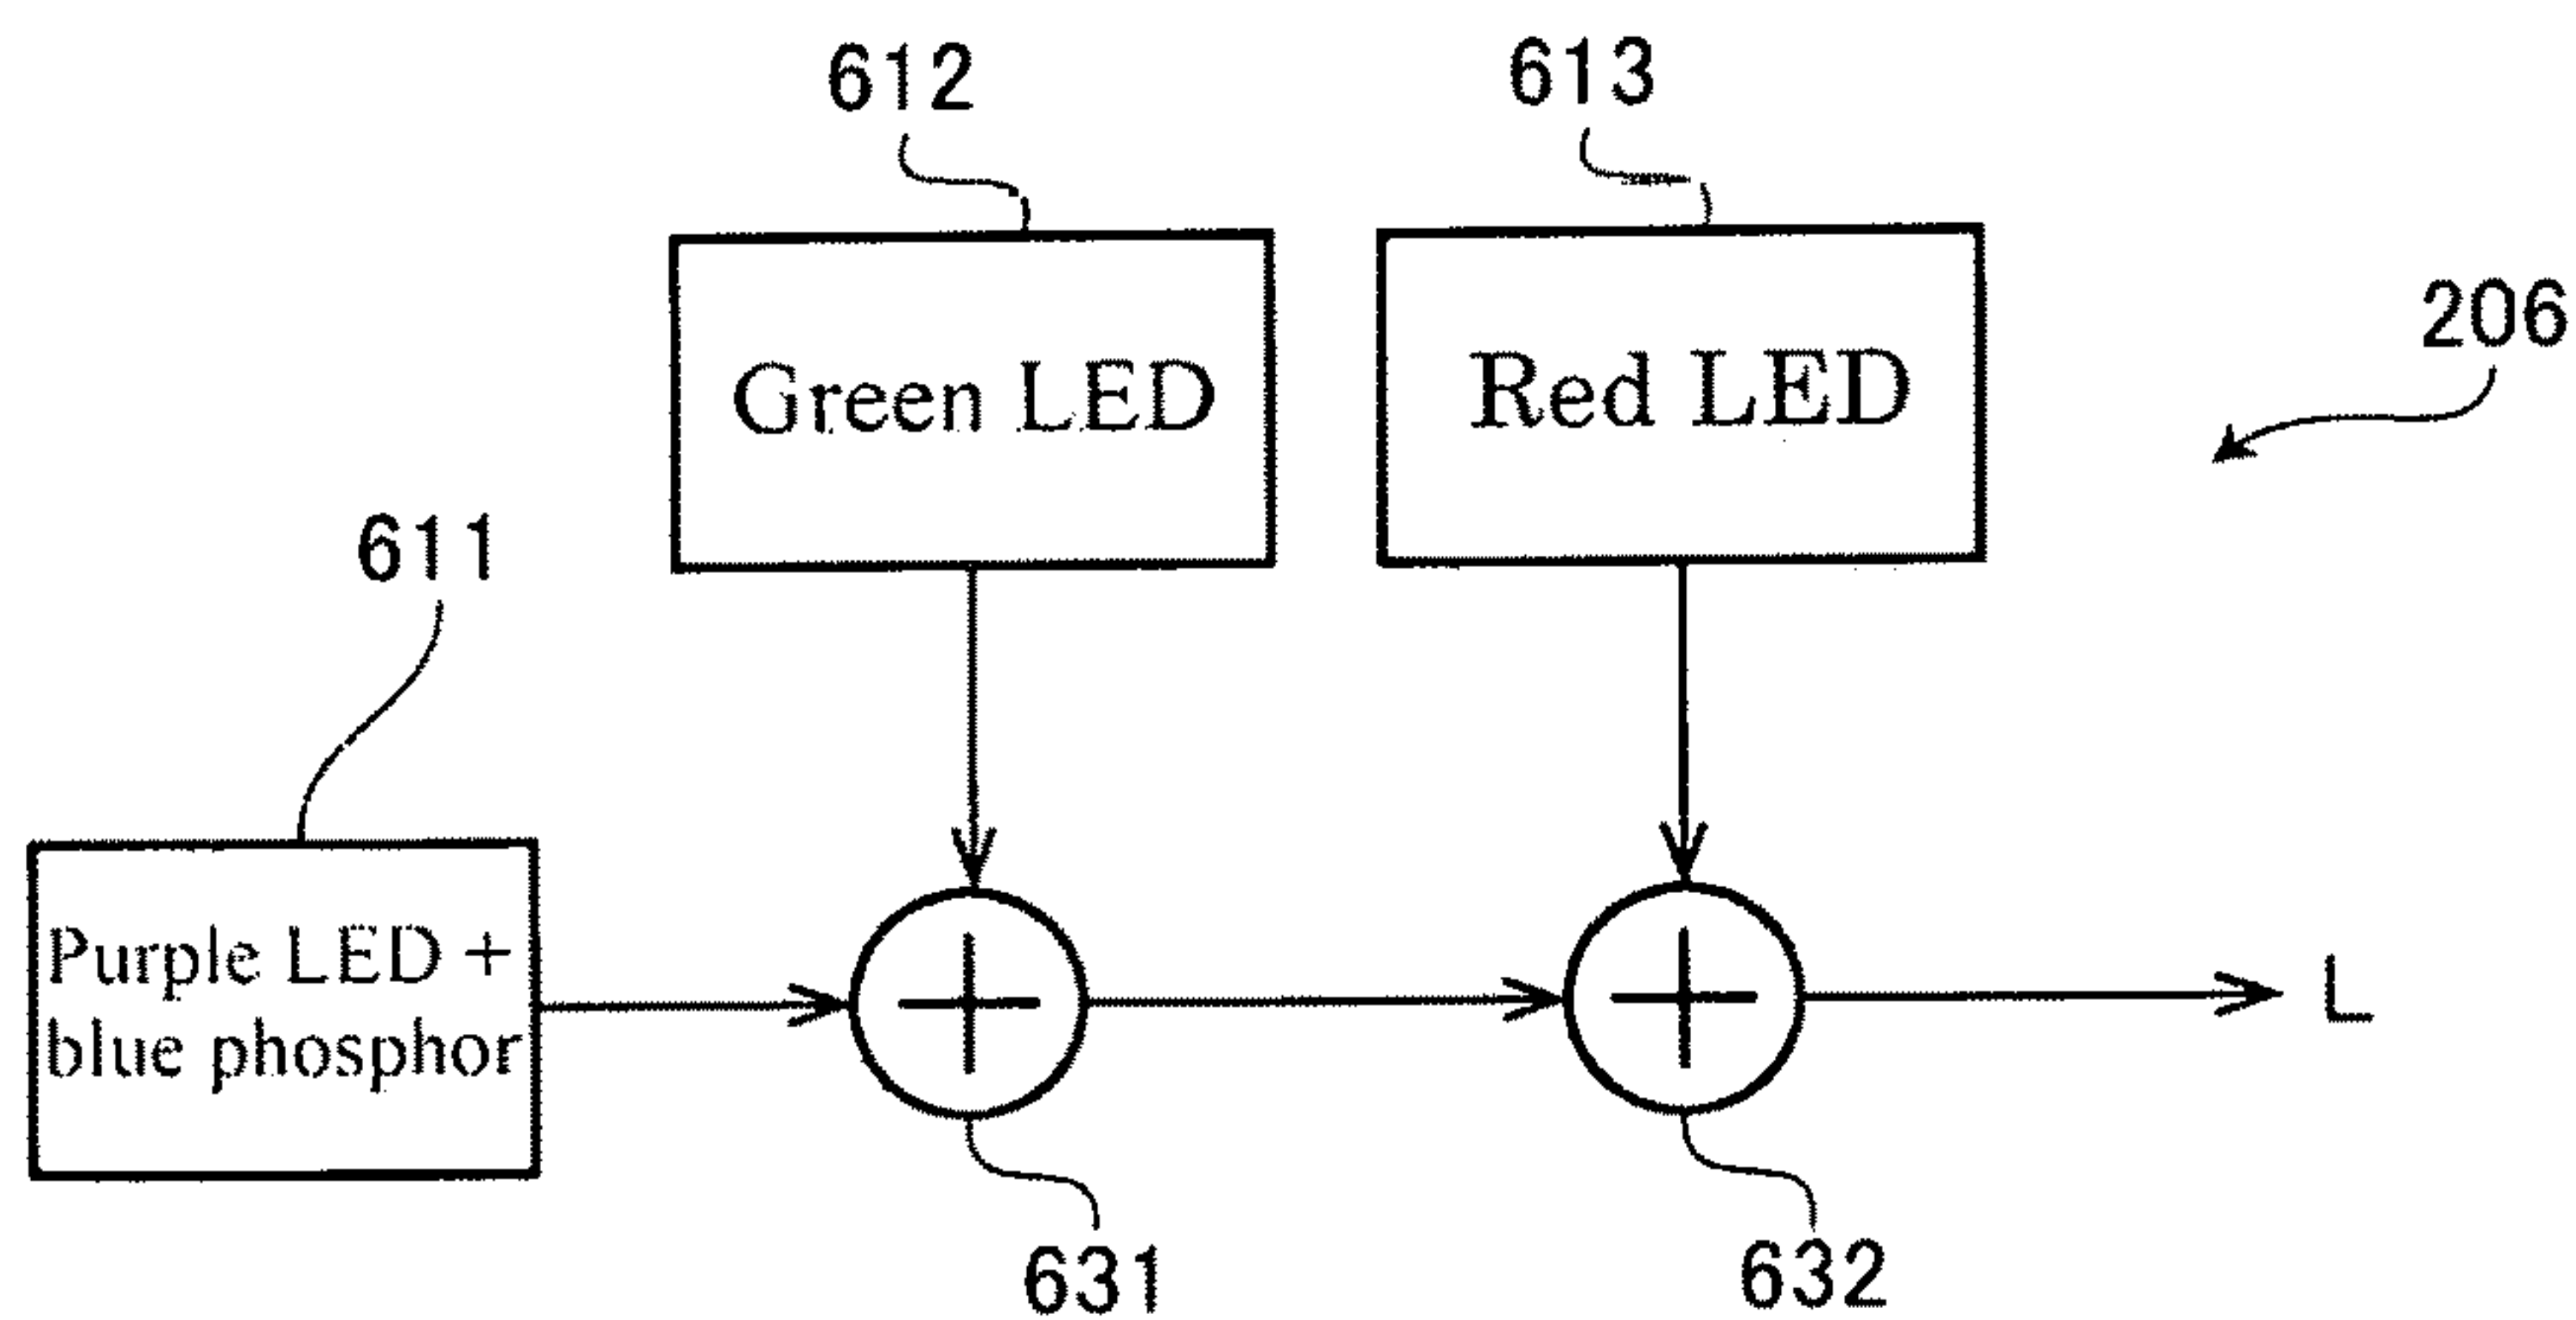 612
613
206
Green LED
Red LED
611
Purple LED +
blue phosphor
L
631
632